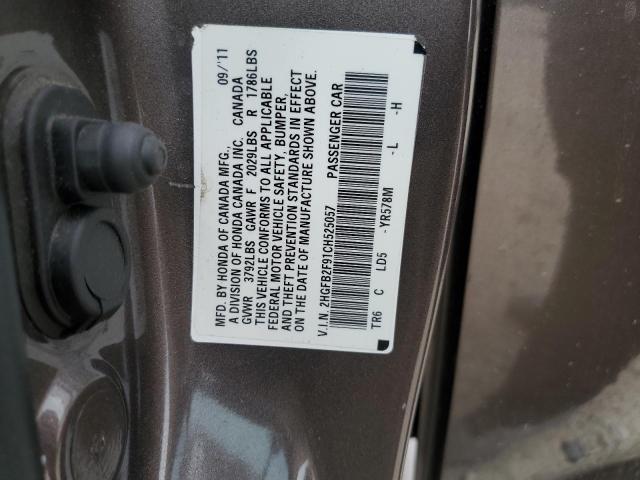 MFD. BY HONDA OF CANADA MFG., 09/'11
A DIVISION OF HONDA CANADA INC. CANADA
GVWR 3792LBS GAWR F 2029LBS R 1786LBS
THIS VEHICLE CONFORMS TO ALL APPLICABLE
FEDERAL MOTOR VEHICLE SAFETY, BUMPER,
AND THEFT PREVENTION STANDARDS IN EFFECT
ON THE DATE OF MANUFACTURE SHOWN ABOVE.
V.I.N. 2HGFB2F91CH525057 PASSENGER CAR
TR6 C LD5 -YR578M -L -H